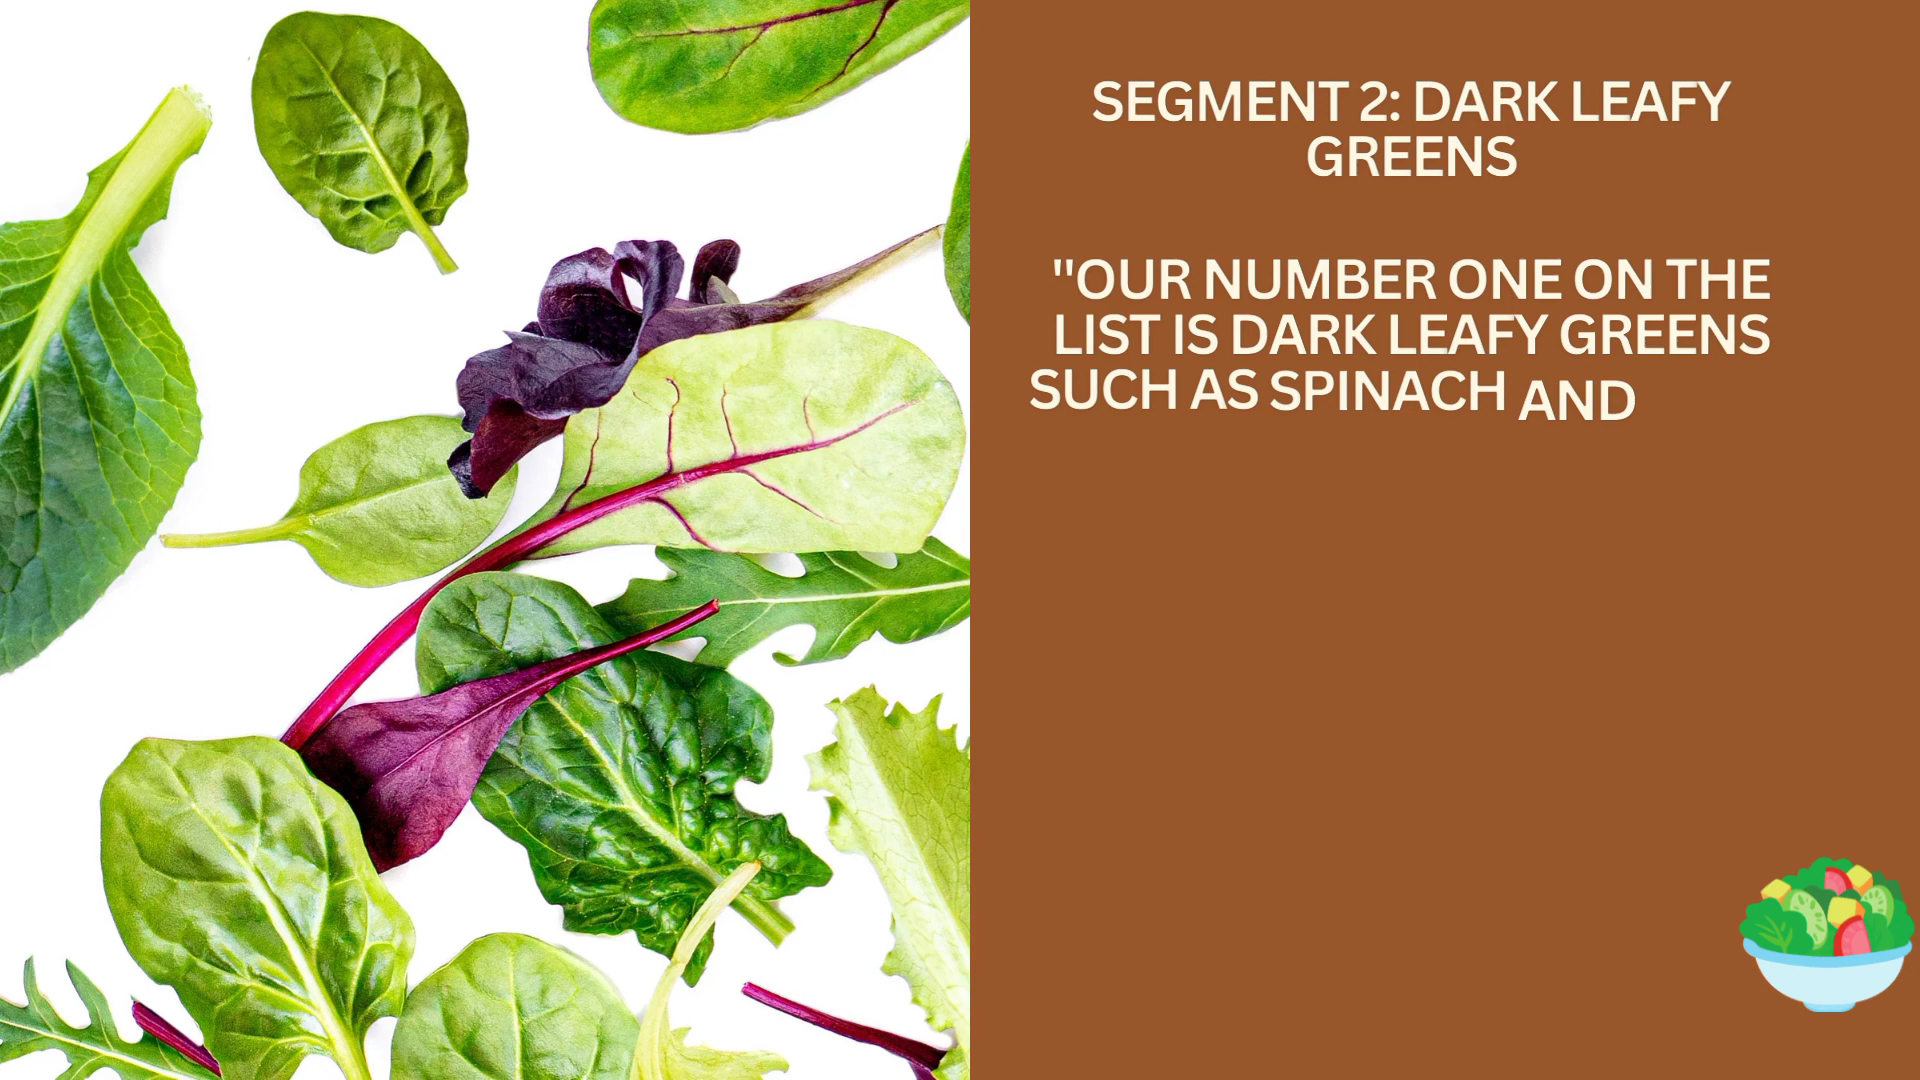 SEGMENT 2: DARK LEAFY
GREENS
"OUR NUMBER ONE ON THE
LIST IS DARK LEAFY GREENS
SUCH AS SPINACH AND